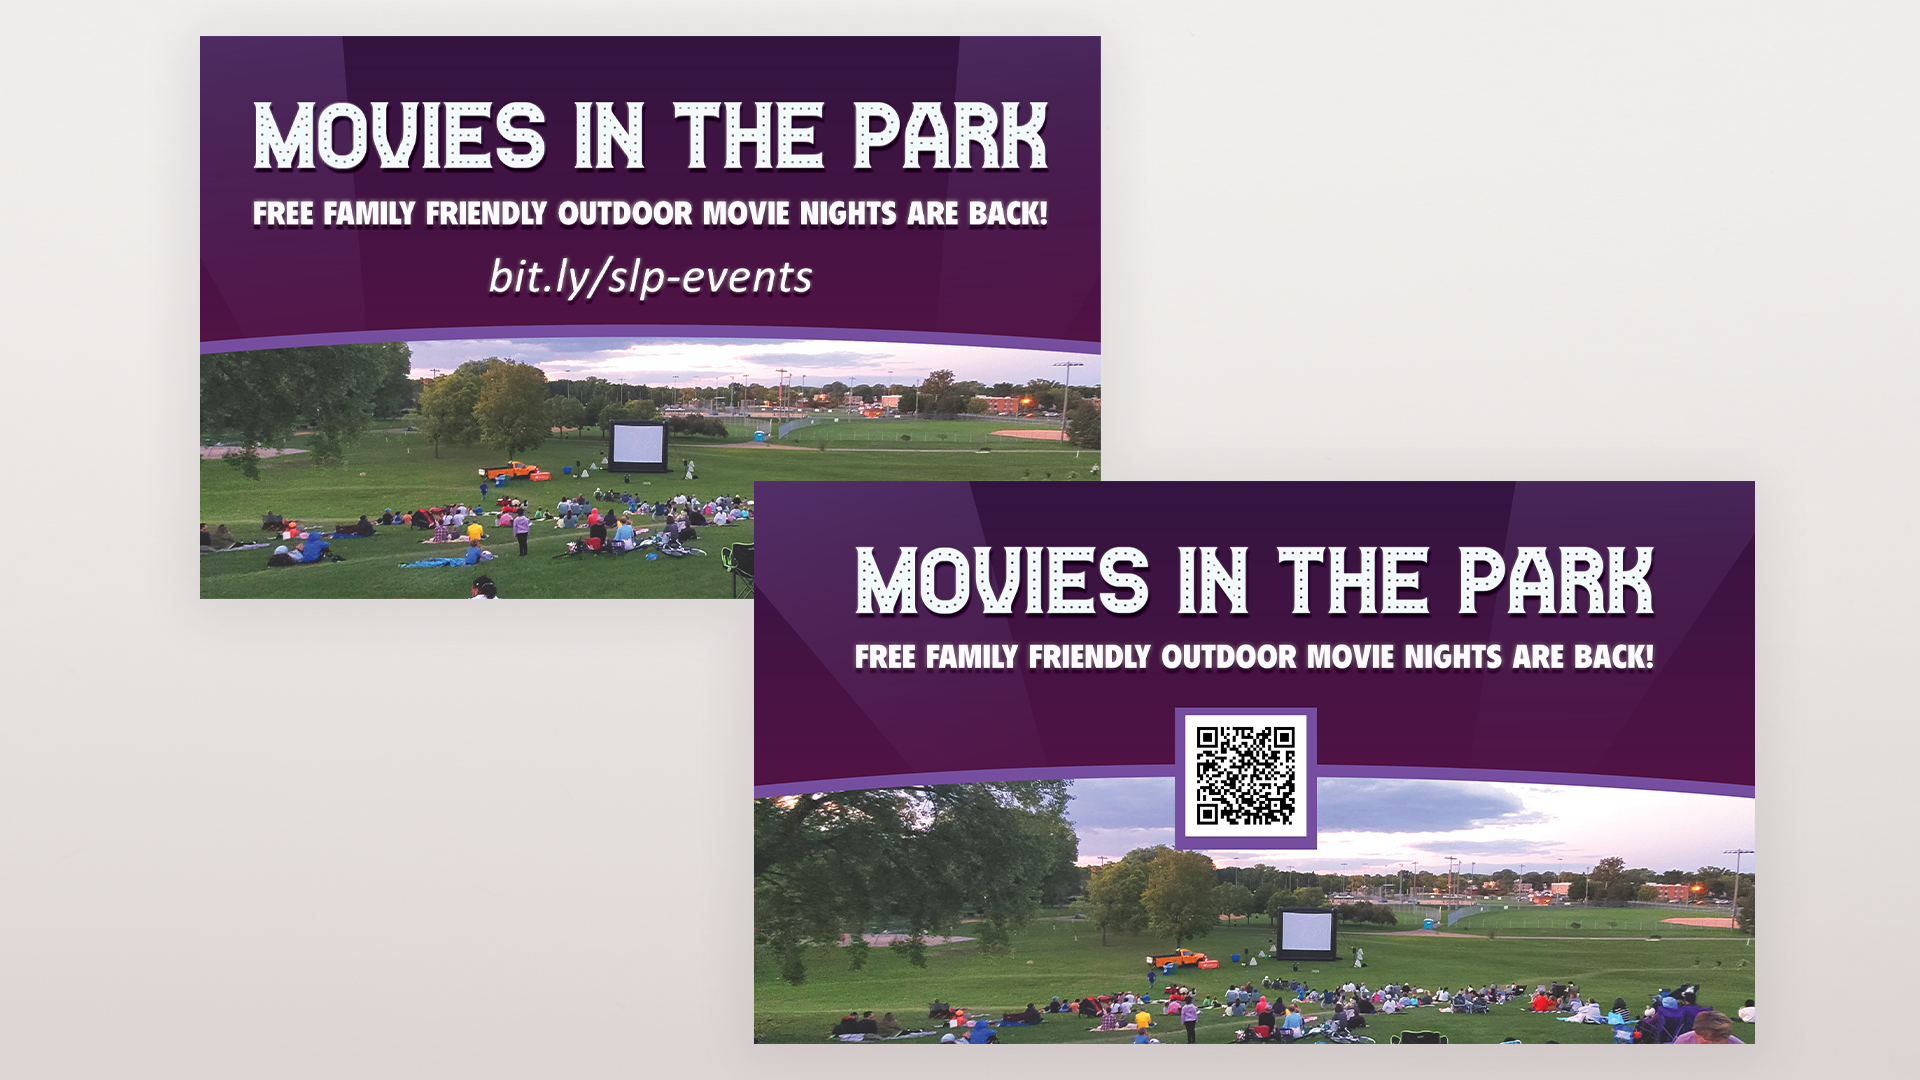 MOVIES IN THE PARK
FREE FAMILY FRIENDLY OUTDOOR MOVIE NIGHTS ARE BACK!
bit.ly/slp-events
MOVIES IN THE PARK
FREE FAMILY FRIENDLY OUTDOOR MOVIE NIGHTS ARE BACK!